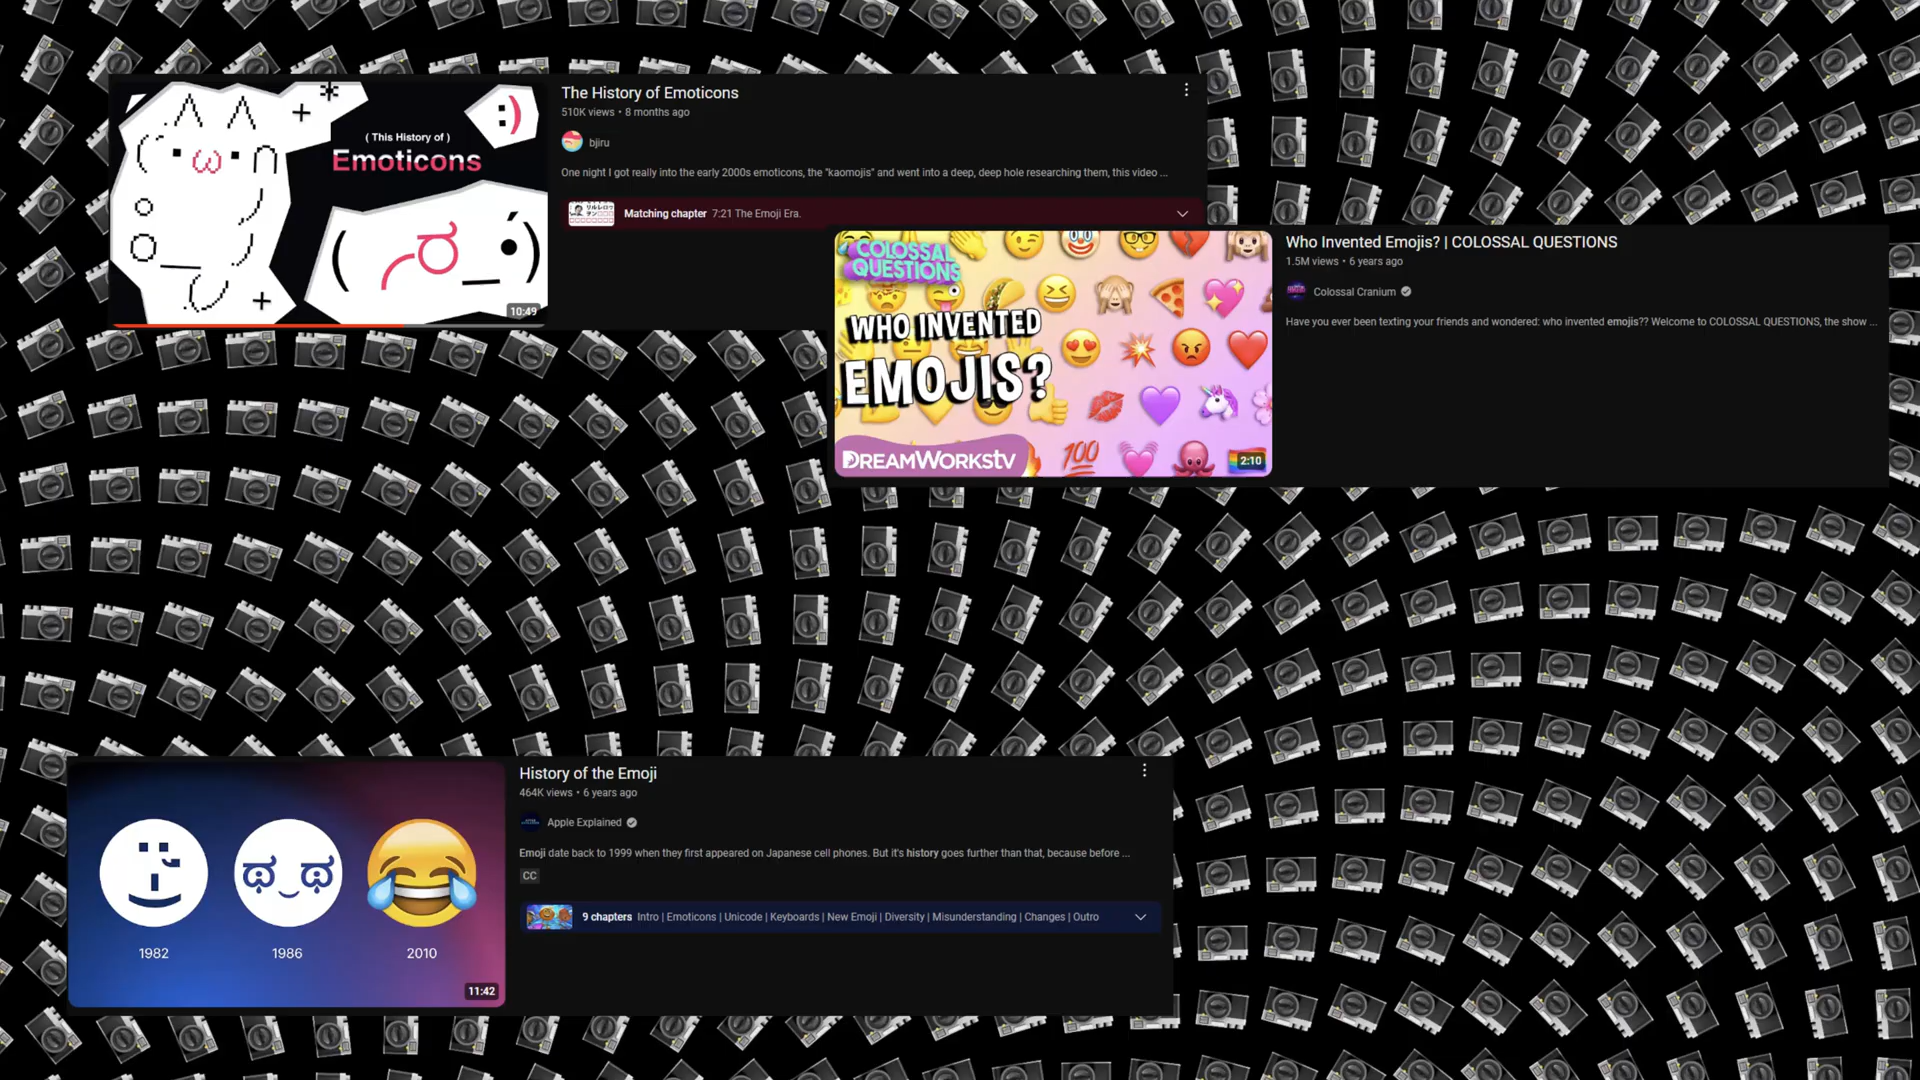 The History of Emoticons
510K views • 8 months ago
bjiru
One night I got really into the early 2000s emoticons, the "kaomojis" and went into a deep, deep hole researching them, this video ...
Matching chapter 7:21 The Emoji Era.
( This History of )
Emoticons
:)
10:49
Who Invented Emojis? | COLOSSAL QUESTIONS
1.5M views • 6 years ago
Colossal Cranium
Have you ever been texting your friends and wondered: who invented emojis?? Welcome to COLOSSAL QUESTIONS, the show ...
COLOSSAL
QUESTIONS
WHO INVENTED
EMOJIS?
100
DREAMWORKSTV
2:10
History of the Emoji
464K views • 6 years ago
Apple Explained
Emoji date back to 1999 when they first appeared on Japanese cell phones. But it's history goes further than that, because before ...
CC
9 chapters Intro | Emoticons | Unicode | Keyboards | New Emoji | Diversity | Misunderstanding | Changes | Outro
1982
1986
2010
11:42